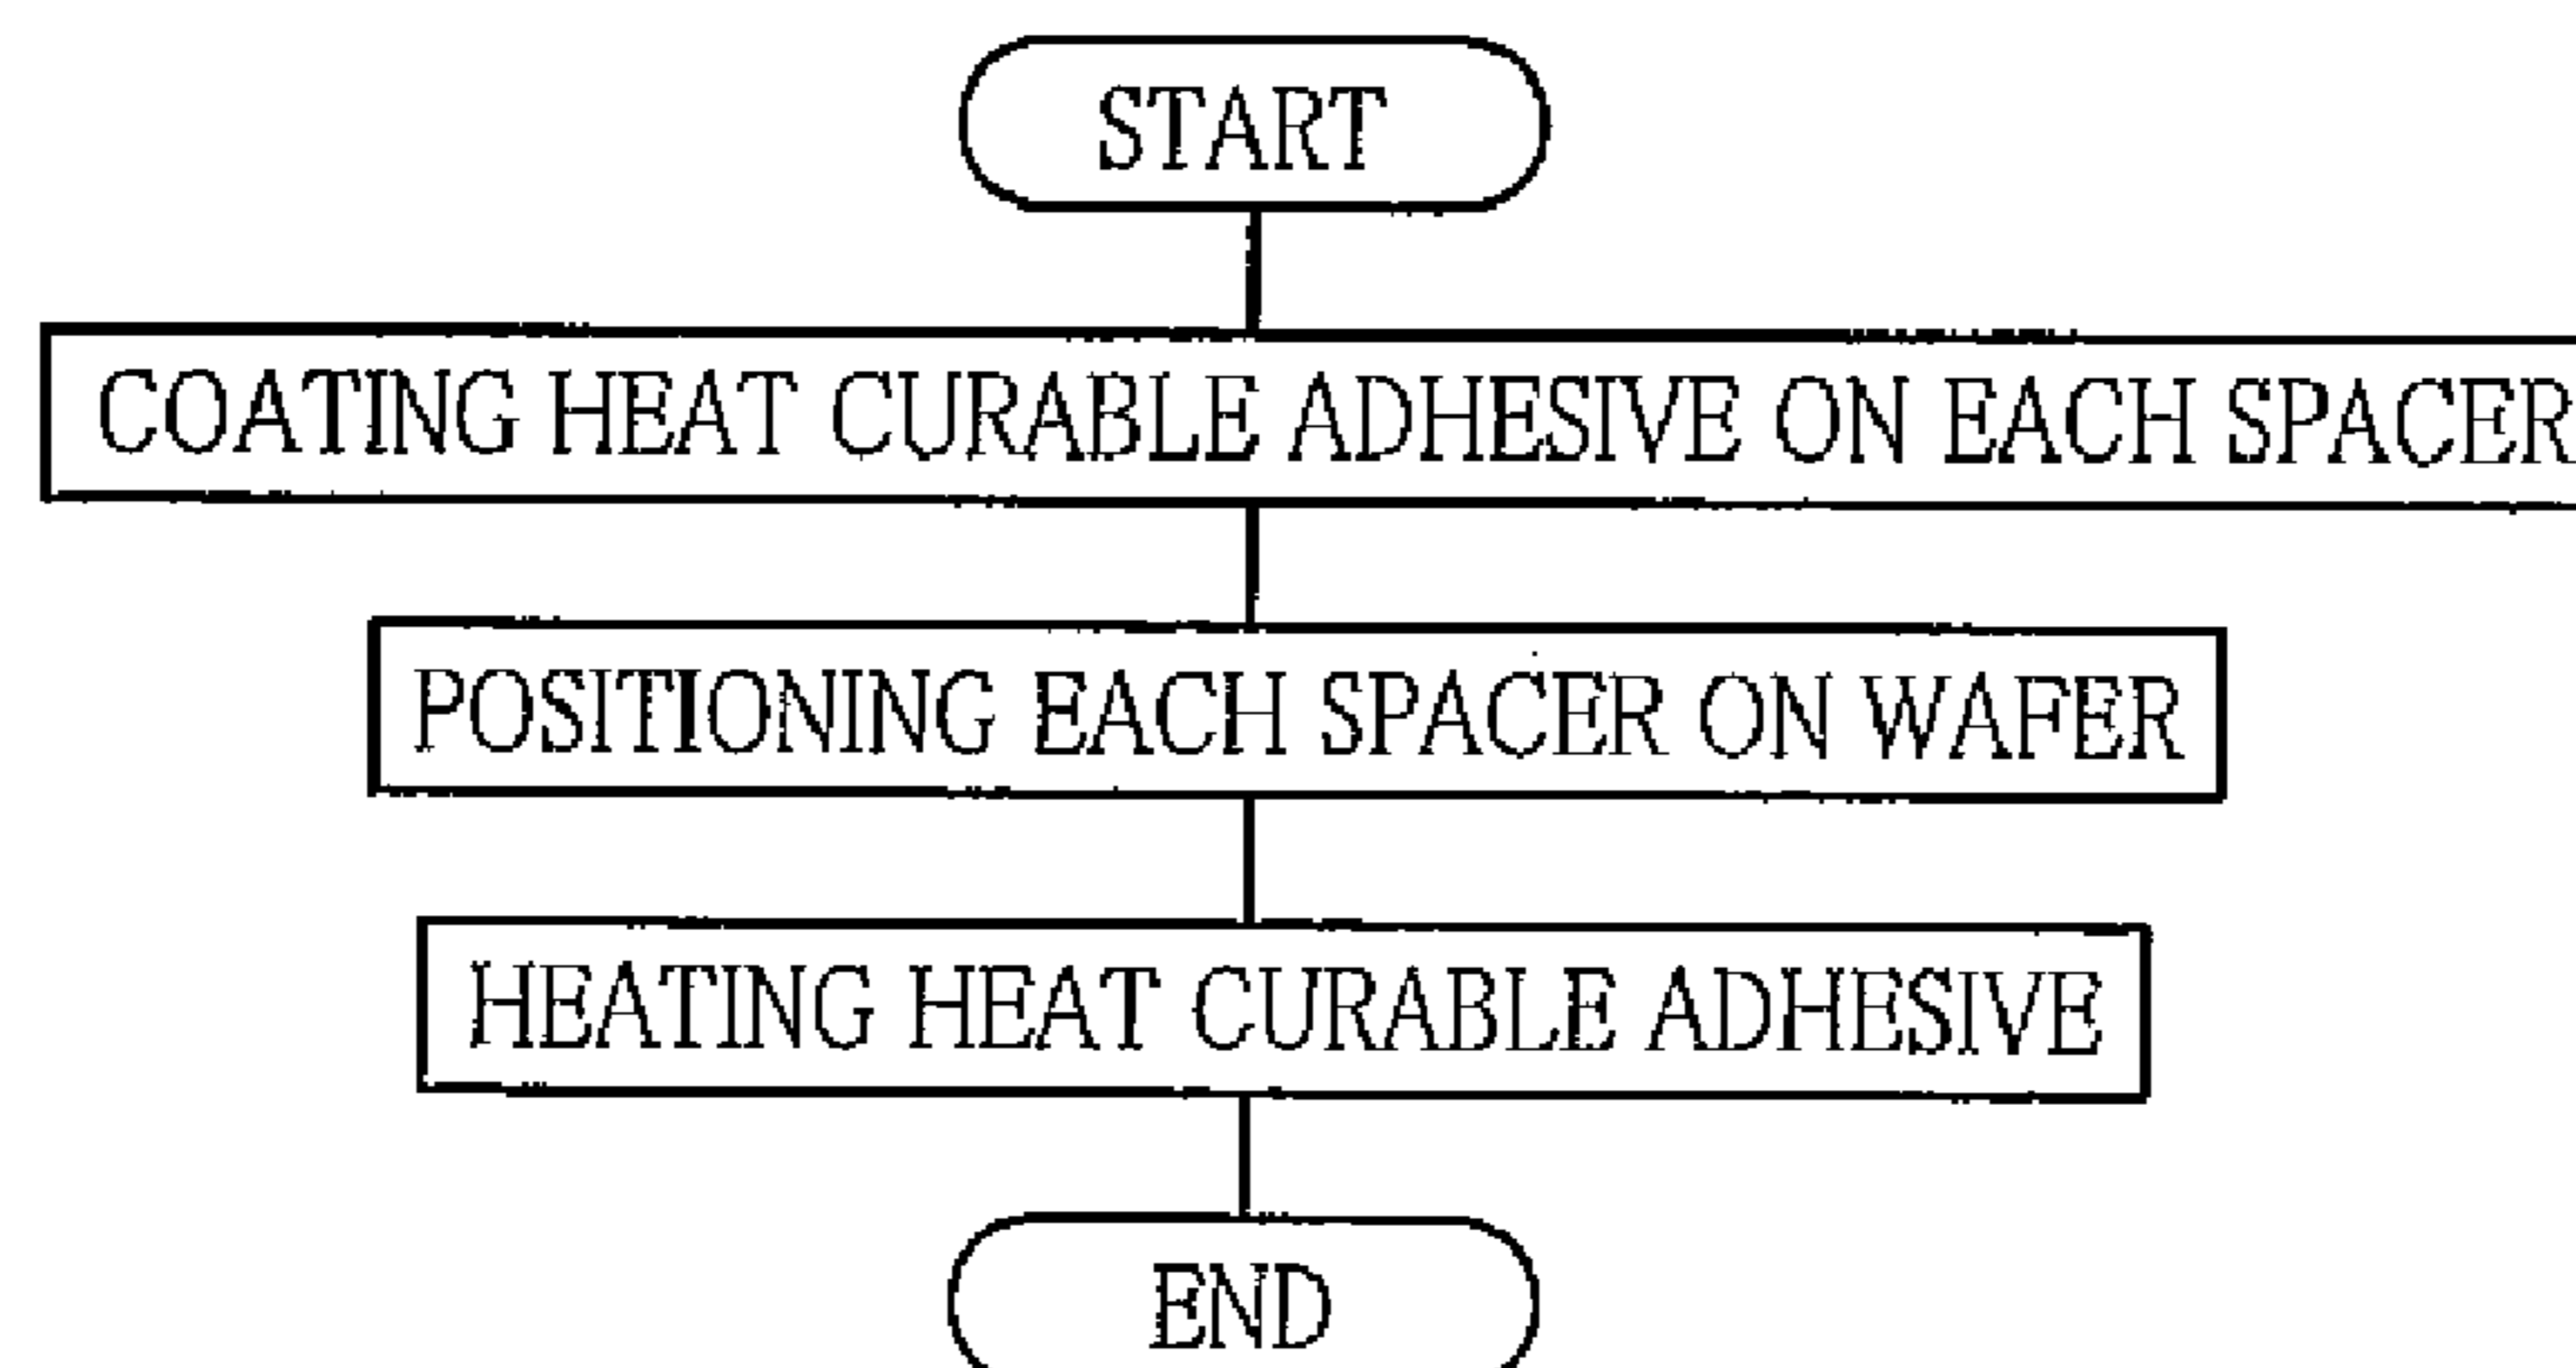 START
COATING HEAT CURABLE ADHESIVE ON EACH SPACER
POSITIONING EACH SPACER ON WAFER
HEATING HEAT CURABLE ADHESIVE
END